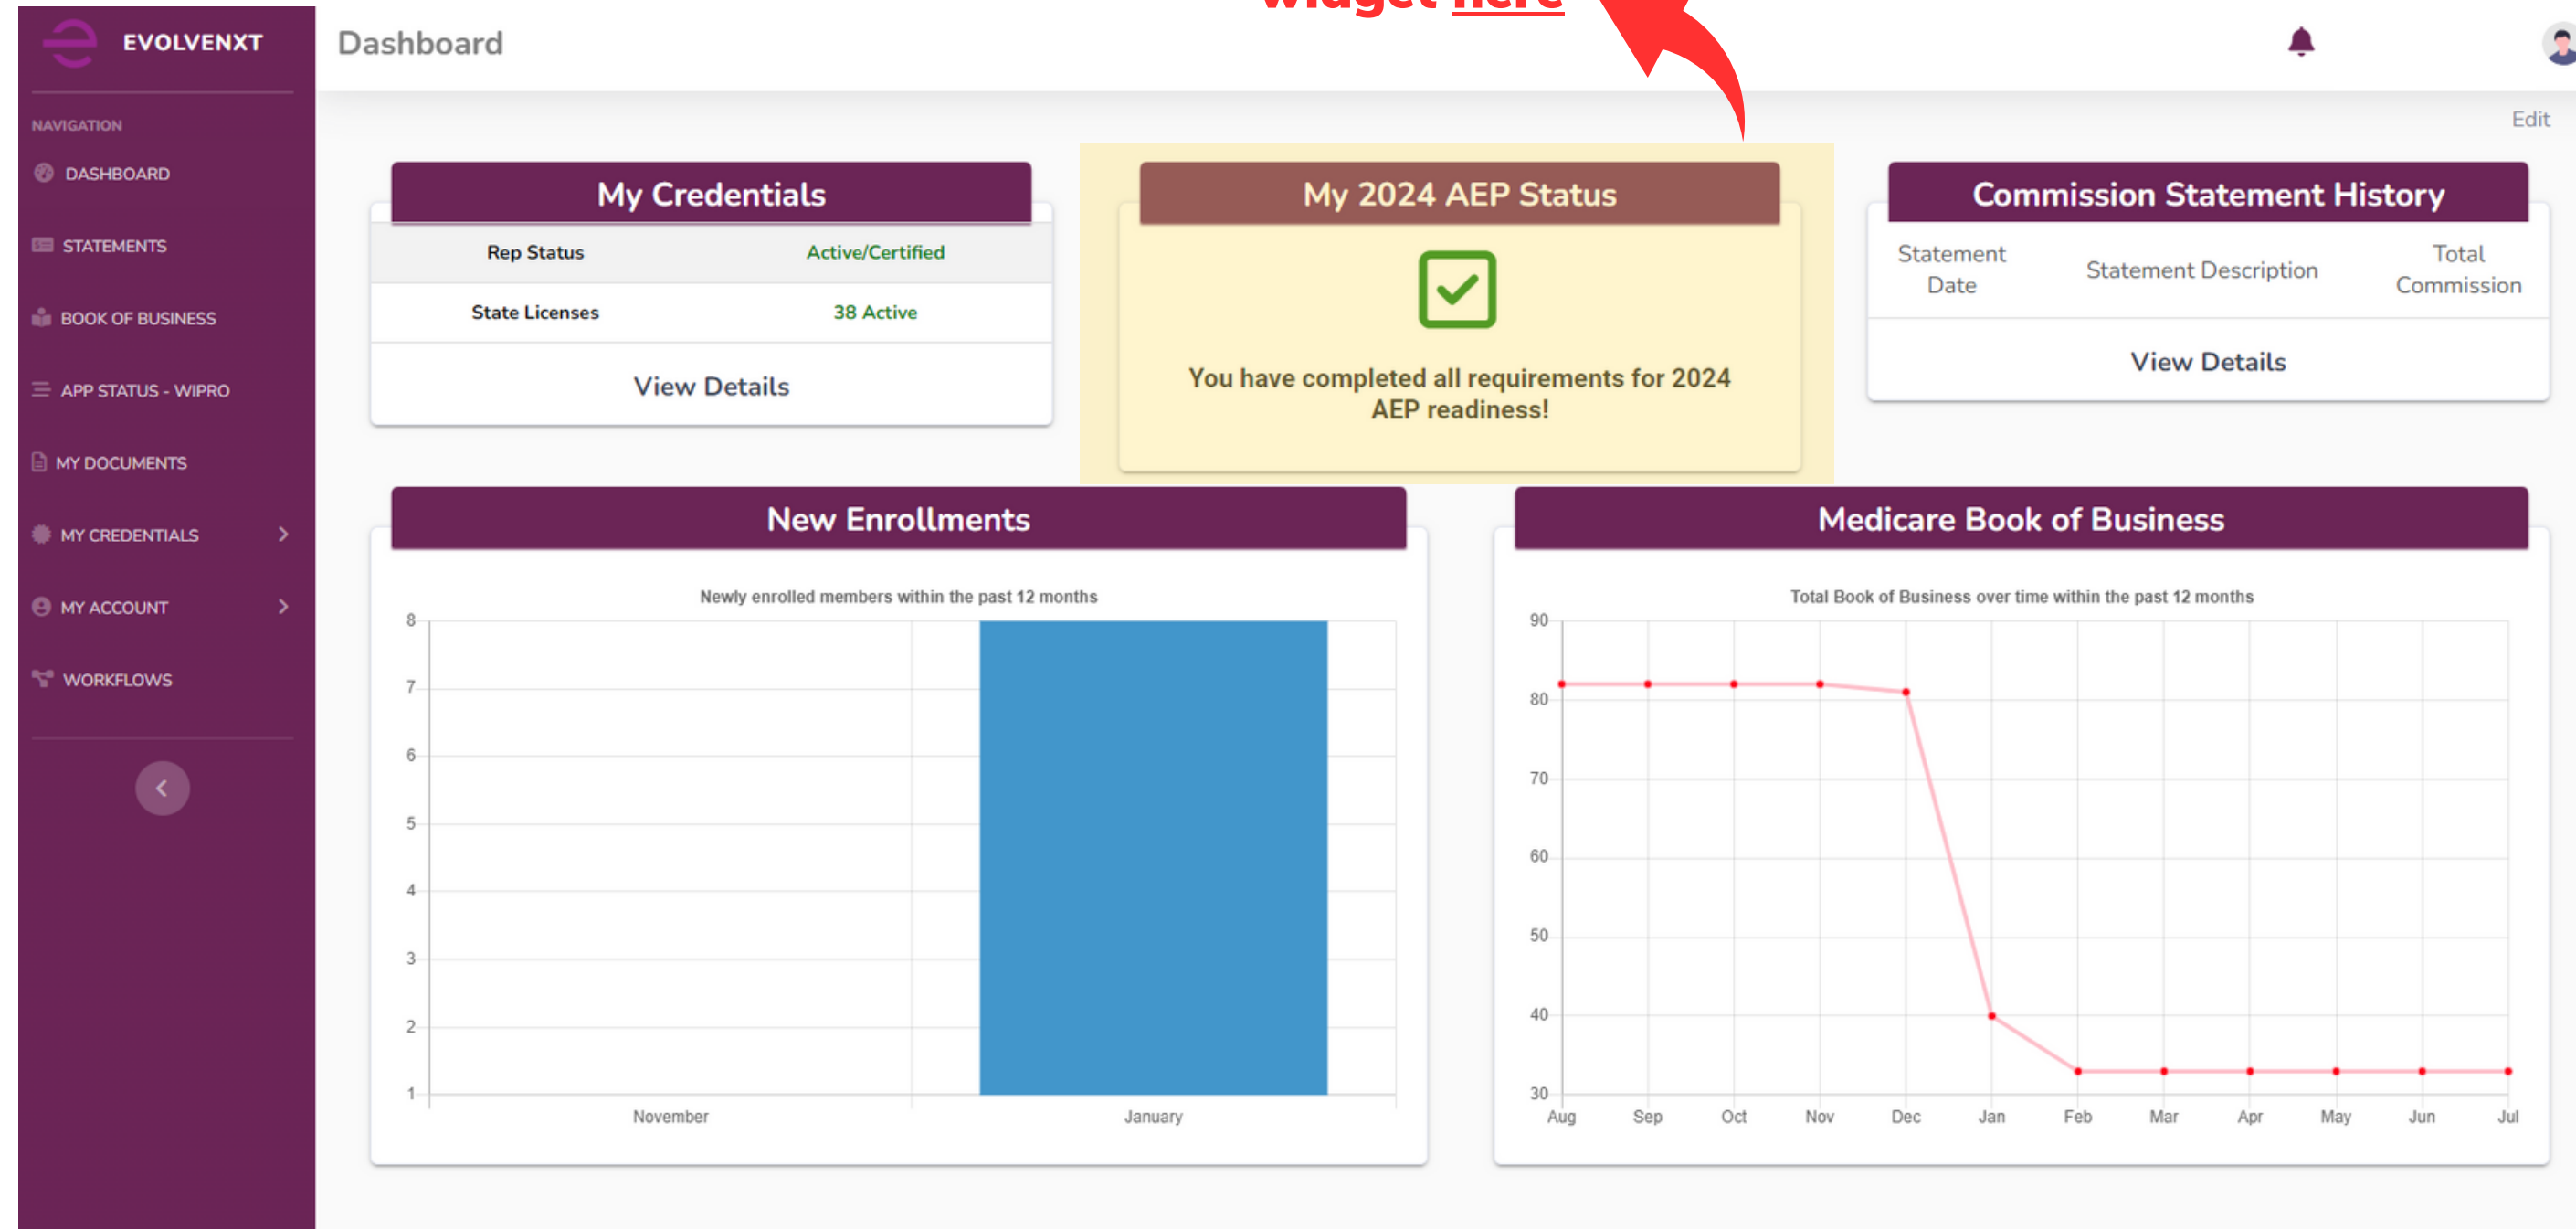 widget here
EVOLVENXT
Dashboard
NAVIGATION
DASHBOARD
STATEMENTS
BOOK OF BUSINESS
APP STATUS - WIPRO
MY DOCUMENTS
MY CREDENTIALS
MY ACCOUNT
WORKFLOWS
Edit
My Credentials
Rep Status Active/Certified
State Licenses 38 Active
View Details
My 2024 AEP Status
You have completed all requirements for 2024
AEP readiness!
Commission Statement History
Statement
Date
Statement Description
Total
Commission
View Details
New Enrollments
Newly enrolled members within the past 12 months
8
7
6
5
4
3
2
1
November January
Medicare Book of Business
Total Book of Business over time within the past 12 months
90
80
70
60
50
40
30
Aug Sep Oct Nov Dec Jan Feb Mar Apr May Jun Jul